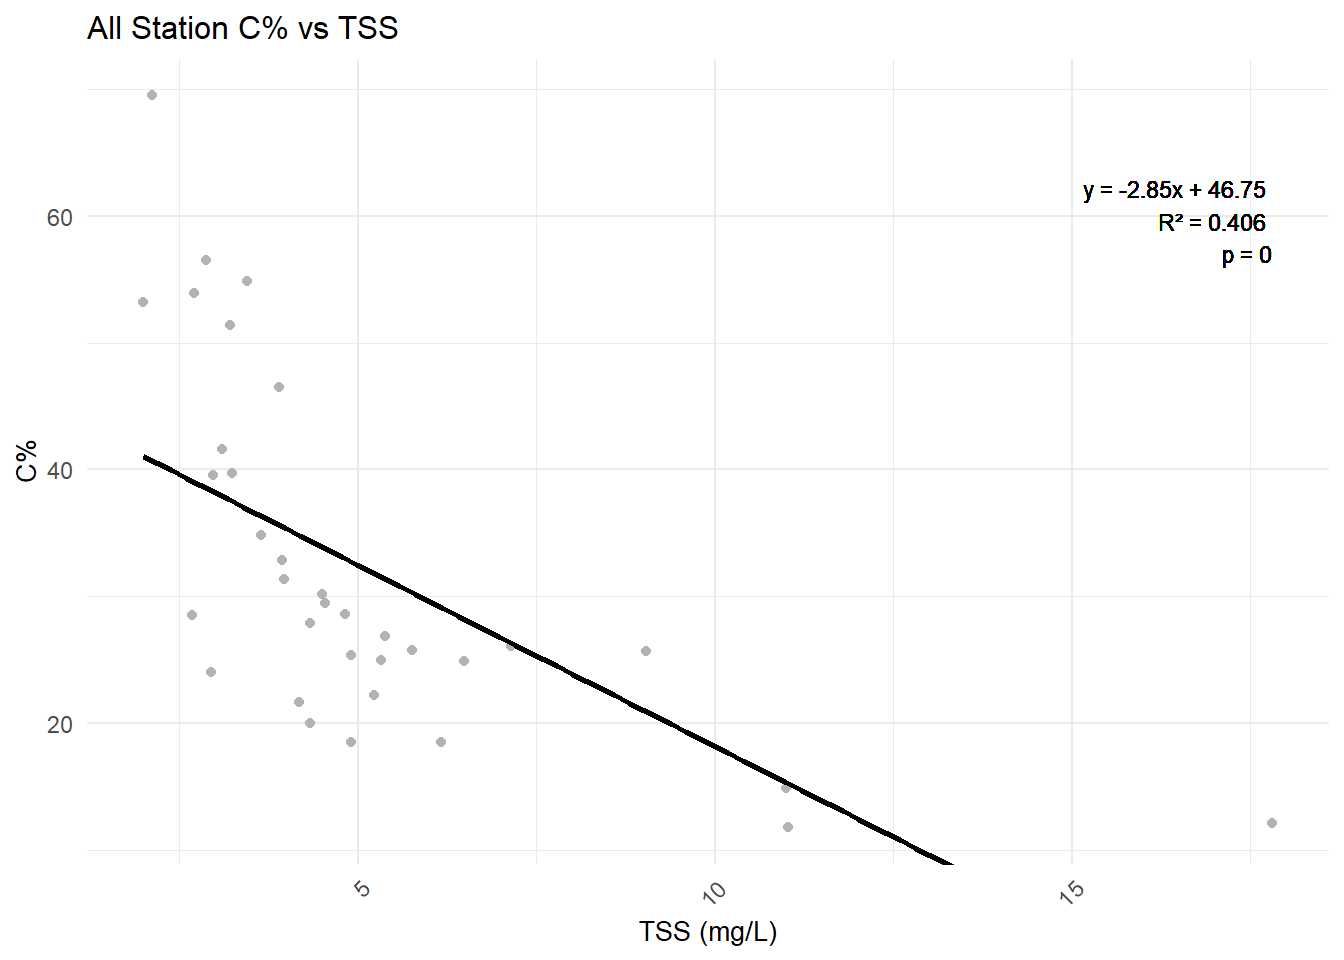 All Station C% vs TSS
y = -2.85x + 46.75
R² = 0.406
p = 0
60
40
20
C%
5
10
15
TSS (mg/L)